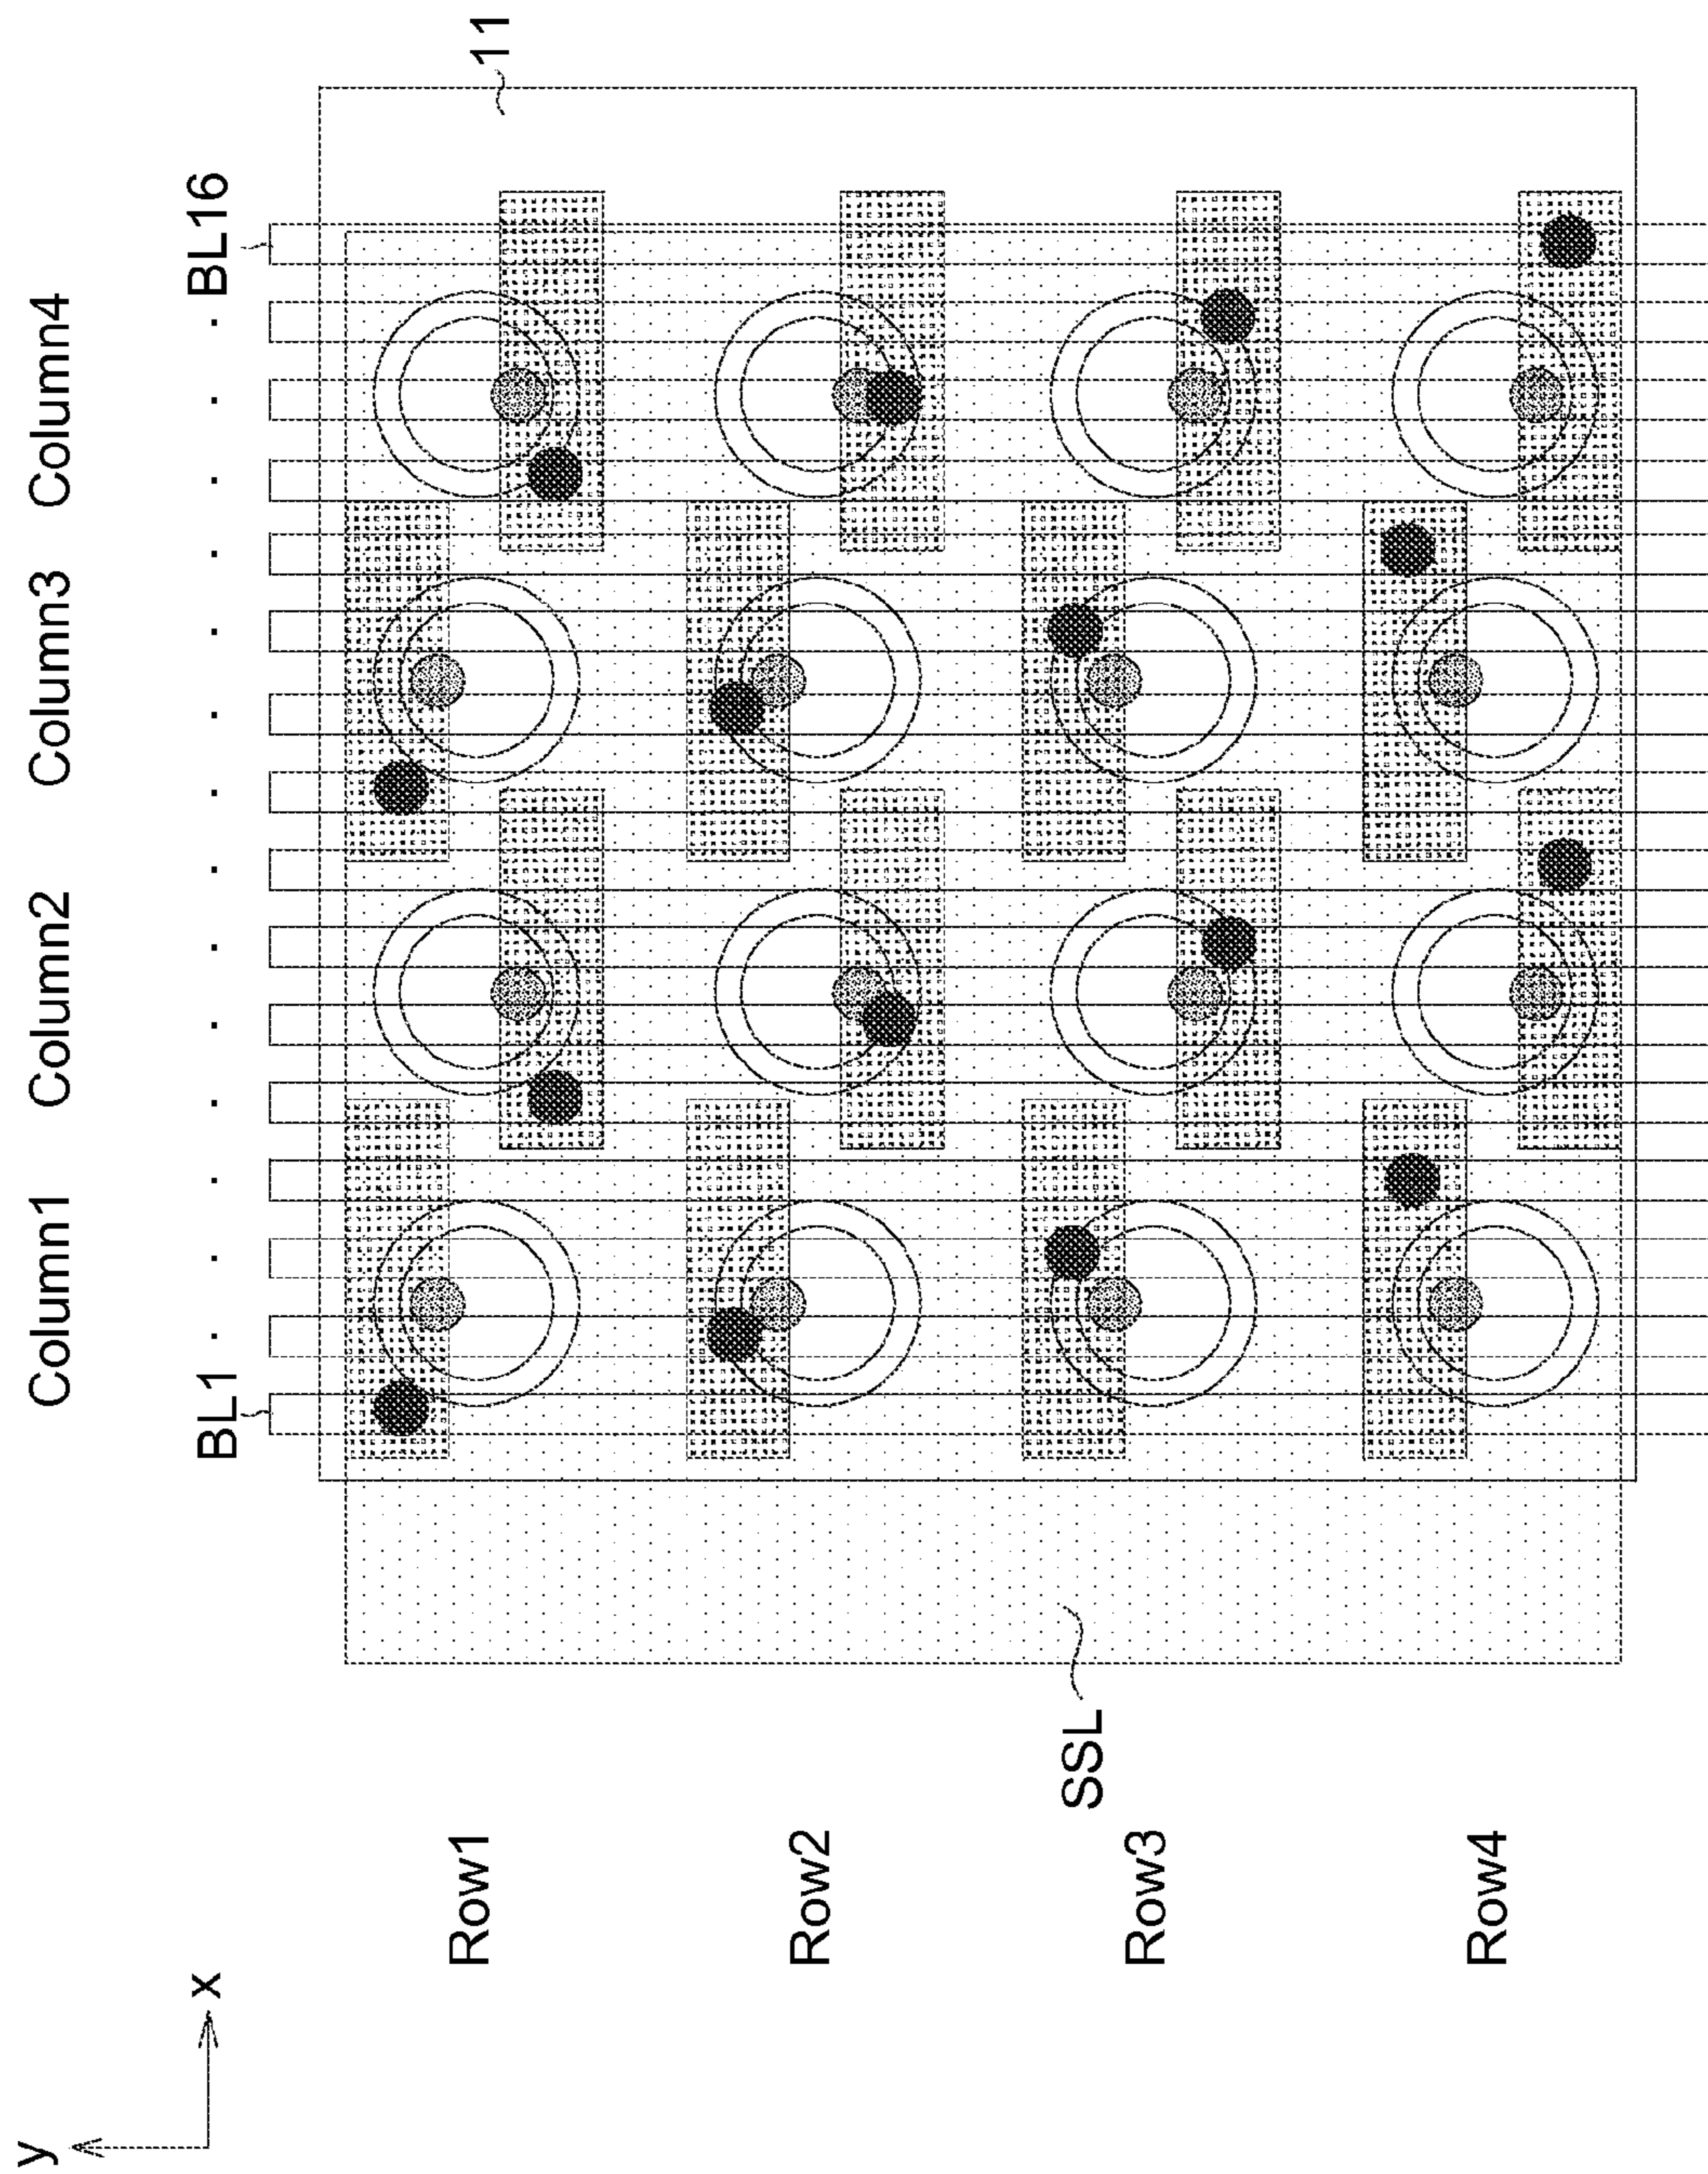 Column1 Column2 Column3 Column4
BL1 · · · · · · · · · · · · · · BL16
11
Row1
Row2
SSL
Row3
Row4
y
x